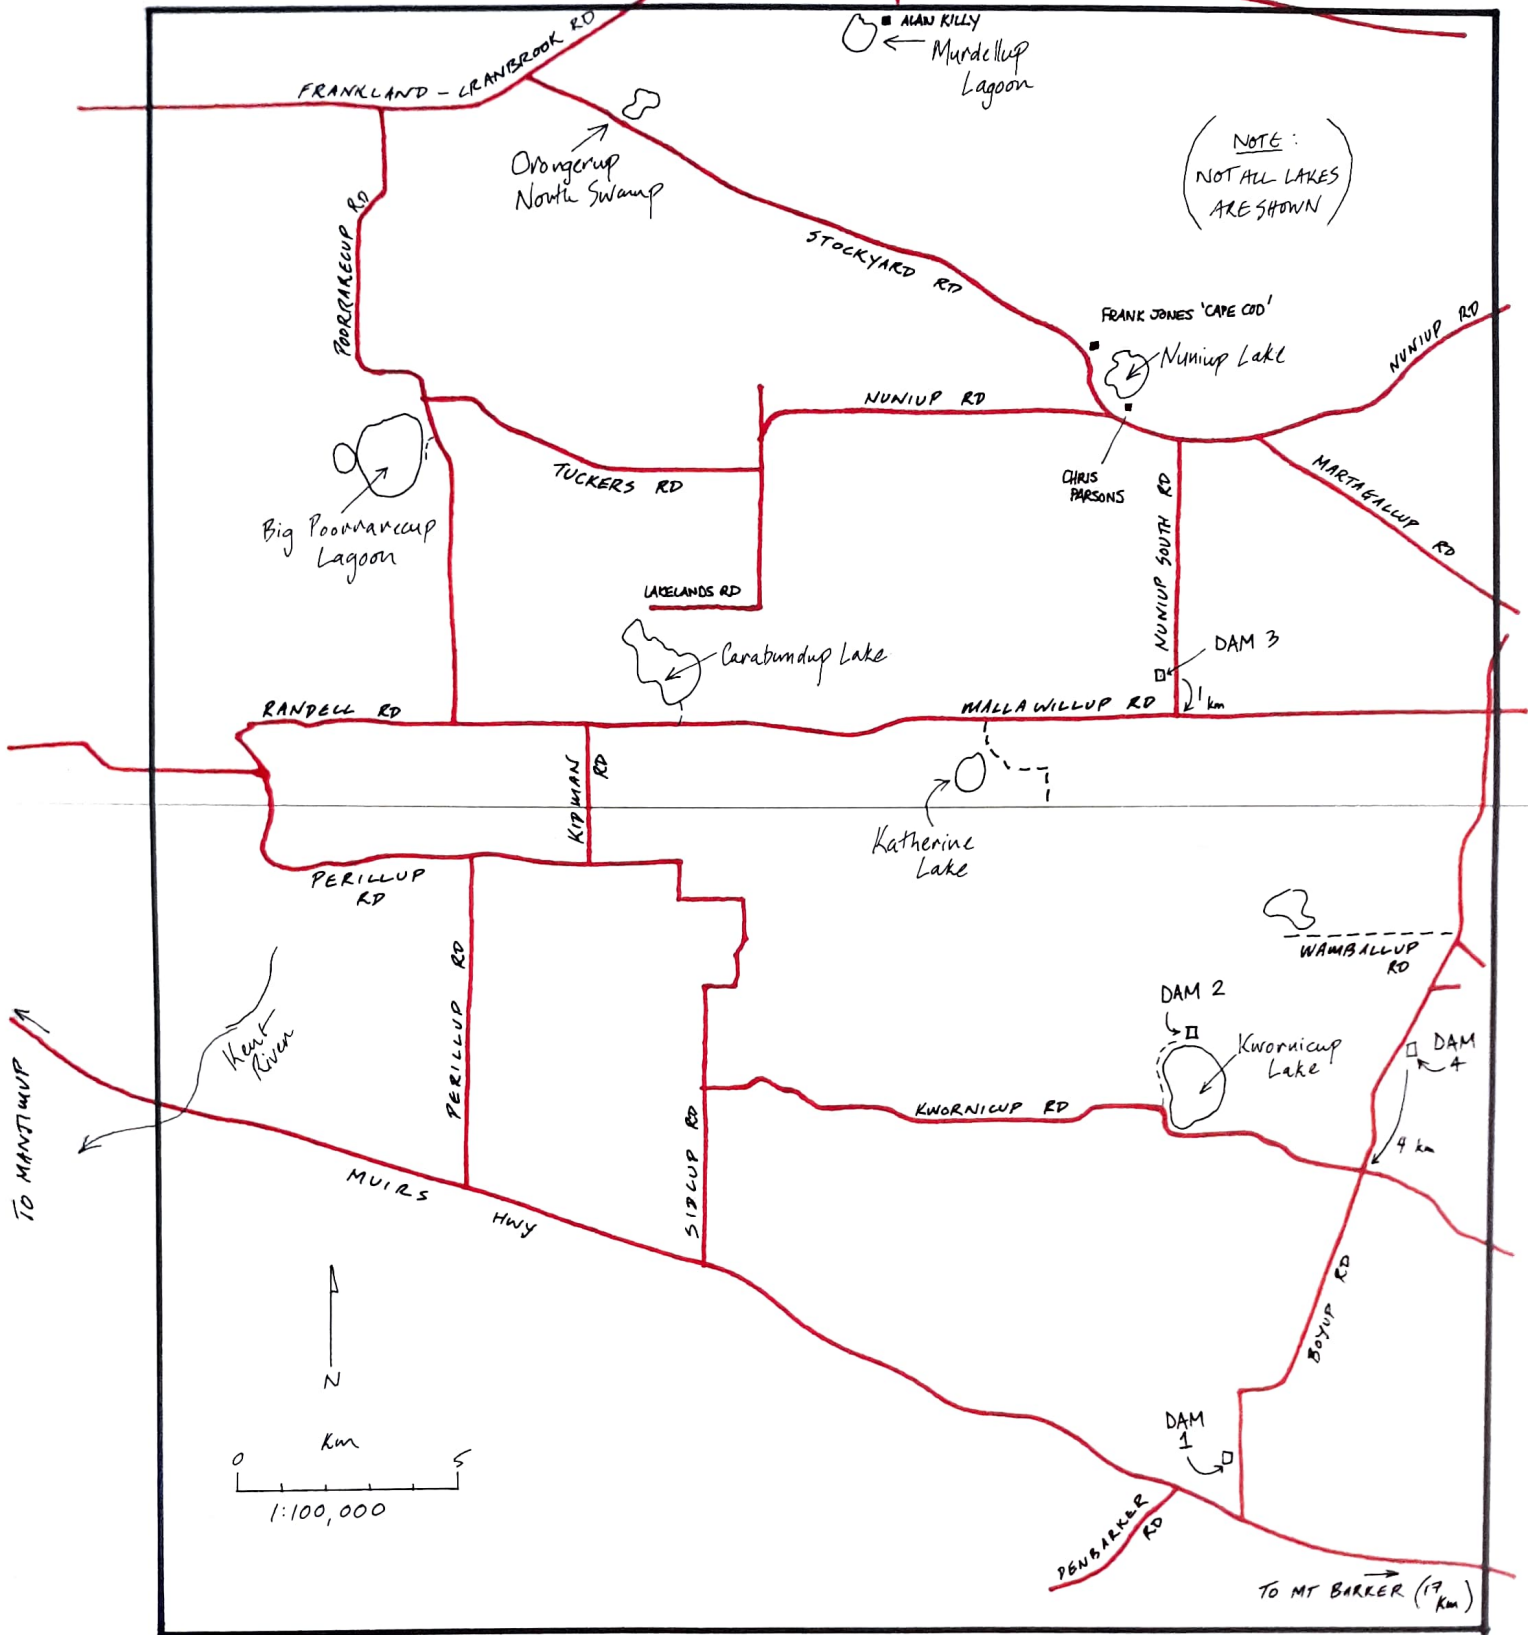 FRANKLAND - CRANBROOK RD
ALAN KILLY
Murdellup
Lagoon
Orongerup
North Swamp
NOTE :
NOT ALL LAKES
ARE SHOWN
POORRARECUP RD
STOCKYARD RD
FRANK JONES 'CAPE COD'
Nuniup Lake
NUNIUP RD
NUNIUP RD
TUCKERS RD
CHRIS
PARSONS
MARTAGALLUP RD
Big Poorrarecup
Lagoon
NUNIUP SOUTH RD
LAKELANDS RD
DAM 3
Carabundup Lake
RANDELL RD
MALLAWILLUP RD
1 km
KIDMAN RD
Katherine
Lake
PERILLUP
RD
WAMBALLUP
RD
PERILLUP RD
DAM 2
Kent
River
Kwornicup
Lake
DAM
4
TO MANJIMUP
KWORNICUP RD
4 km
MUIRS HWY
SIDLUP RD
BOYUP RD
N
Km
0 5
1:100,000
DAM
1
DENBARKER
RD
TO MT BARKER (17 Km)